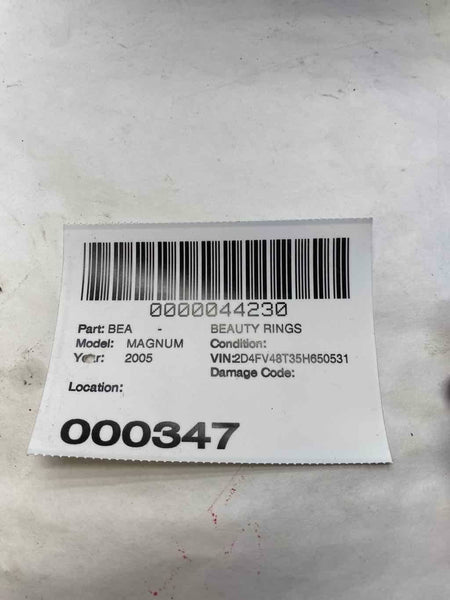 0000044230
Part: BEA - BEAUTY RINGS
Model: MAGNUM Condition:
Year: 2005 VIN:2D4FV48T35H650531
Damage Code:
Location:
000347